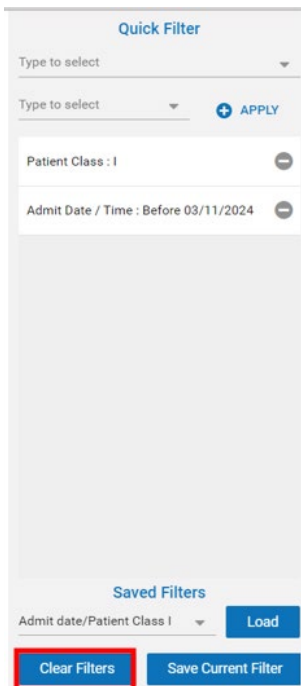 Quick Filter
Type to select
Type to select APPLY
Patient Class : I
Admit Date / Time : Before 03/11/2024
Saved Filters
Admit date/Patient Class I Load
Clear Filters Save Current Filter